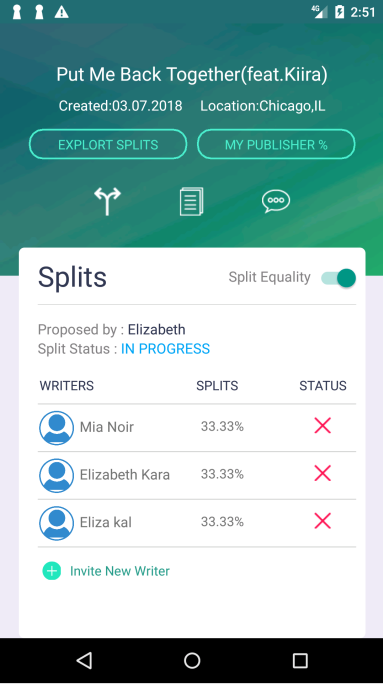 4G 2:51
Put Me Back Together(feat.Kiira)
Created:03.07.2018 Location:Chicago,IL
EXPLORT SPLITS MY PUBLISHER %
Splits Split Equality
Proposed by : Elizabeth
Split Status : IN PROGRESS
WRITERS SPLITS STATUS
Mia Noir 33.33%
Elizabeth Kara 33.33%
Eliza kal 33.33%
Invite New Writer